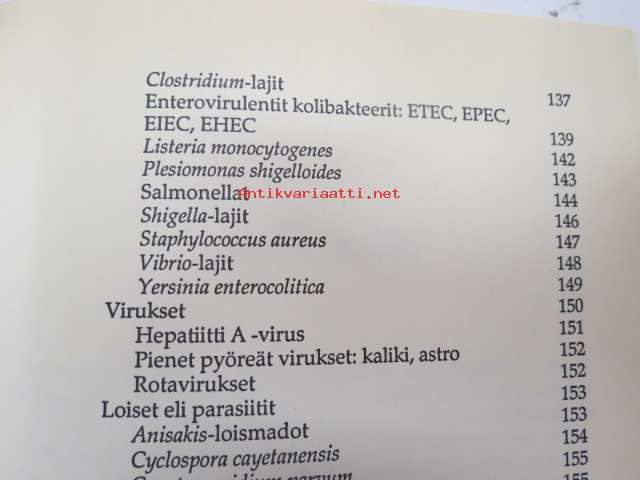 Clostridium-lajit 137
Enterovirulentit kolibakteerit: ETEC, EPEC,
EIEC, EHEC 139
Listeria monocytogenes 142
Plesiomonas shigelloides 143
Salmonellat 144
Antikvariaatti.net
Shigella-lajit 146
Staphylococcus aureus 147
Vibrio-lajit 148
Yersinia enterocolitica 149
Virukset 150
Hepatiitti A -virus 151
Pienet pyöreät virukset: kaliki, astro 152
Rotavirukset 152
Loiset eli parasiitit 153
Anisakis-loismadot 153
Cyclospora cayetanensis 154
155